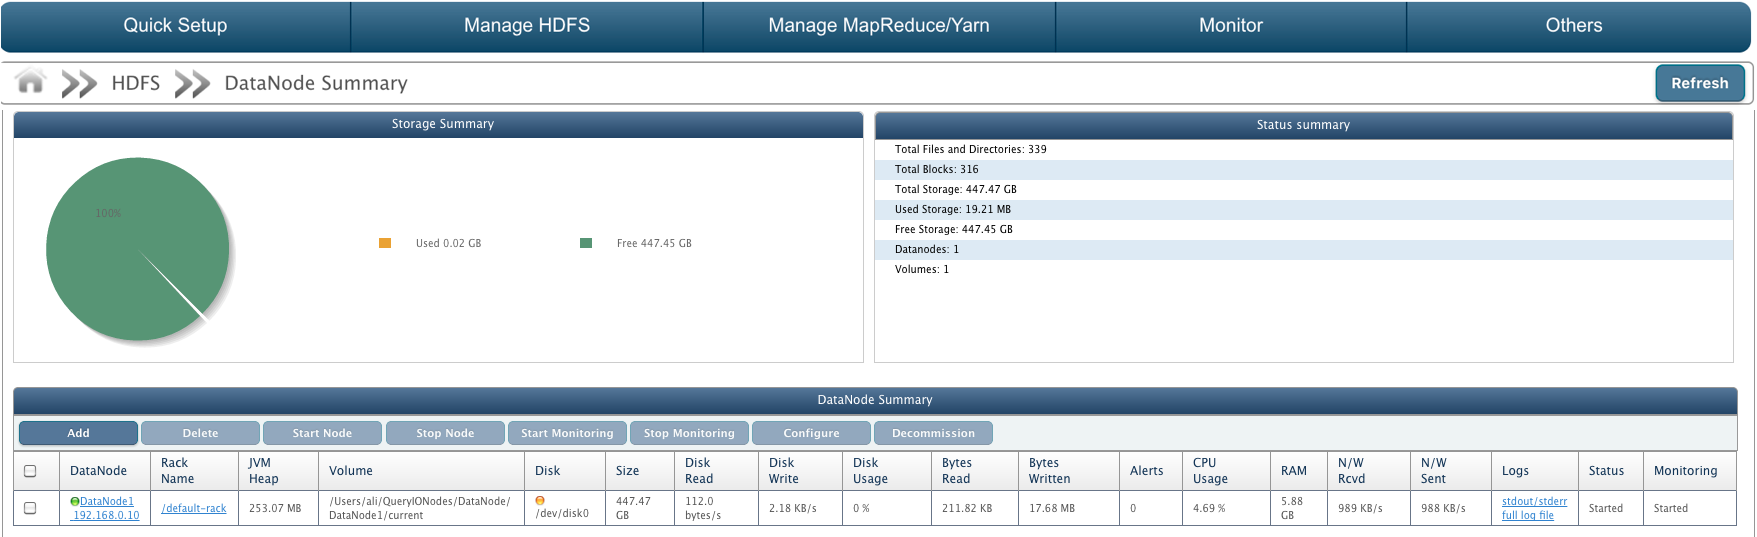 Quick Setup
Manage HDFS
Manage MapReduce/Yarn
Monitor
Others
HDFS
DataNode Summary
Refresh
Storage Summary
100%
Used 0.02 GB
Free 447.45 GB
Status summary
Total Files and Directories: 339
Total Blocks: 316
Total Storage: 447.47 GB
Used Storage: 19.21 MB
Free Storage: 447.45 GB
Datanodes: 1
Volumes: 1
DataNode Summary
Add
Delete
Start Node
Stop Node
Start Monitoring
Stop Monitoring
Configure
Decommission
DataNode
Rack
Name
JVM
Heap
Volume
Disk
Size
Disk
Read
Disk
Write
Disk
Usage
Bytes
Read
Bytes
Written
Alerts
CPU
Usage
RAM
N/W
Rcvd
N/W
Sent
Logs
Status
Monitoring
DataNode1
_192.168.0.10
/default-rack
253.07 MB
/Users/ali/QueryIONodes/DataNode/
DataNode1/current
/dev/disk0
447.47
GB
112.0
bytes/s
2.18 KB/s
0 %
211.82 KB
17.68 MB
0
4.69 %
5.88
GB
989 KB/s
988 KB/s
stdout/stderr
full log file
Started
Started